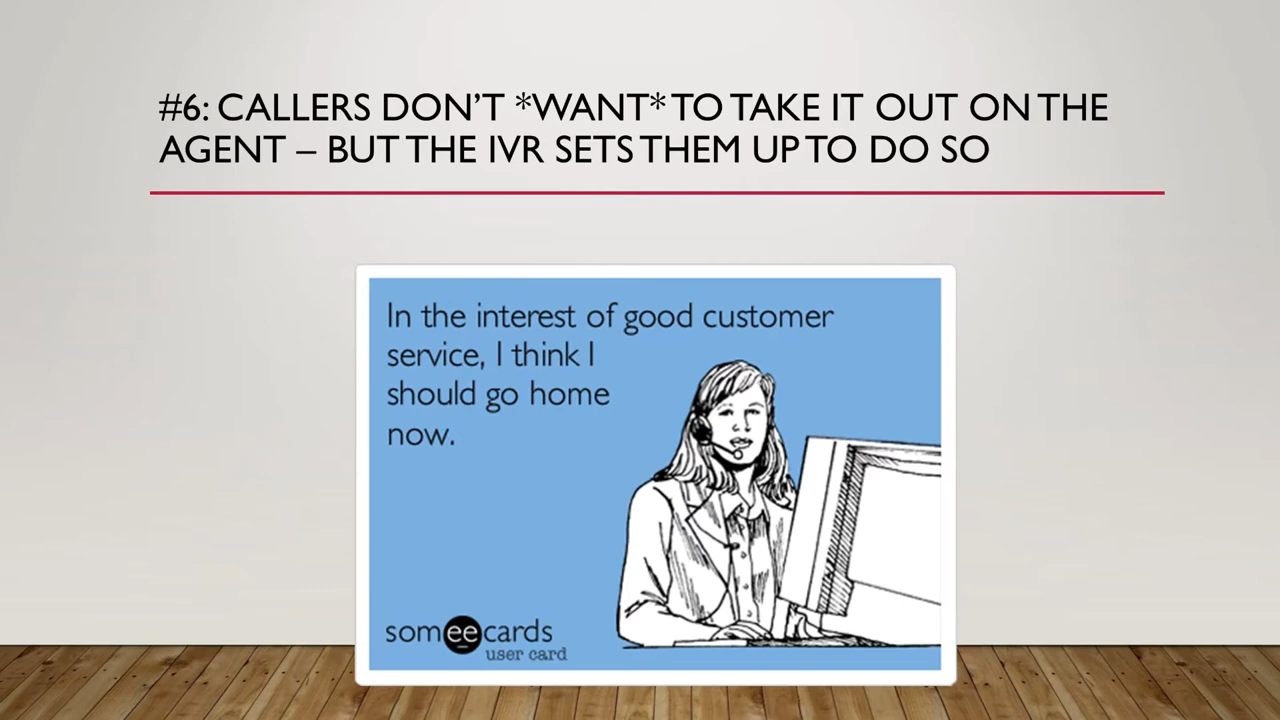 #6: CALLERS DON’T *WANT* TO TAKE IT OUT ON THE
AGENT – BUT THE IVR SETS THEM UP TO DO SO
In the interest of good customer
service, I think I
should go home
now.
someecards
user card